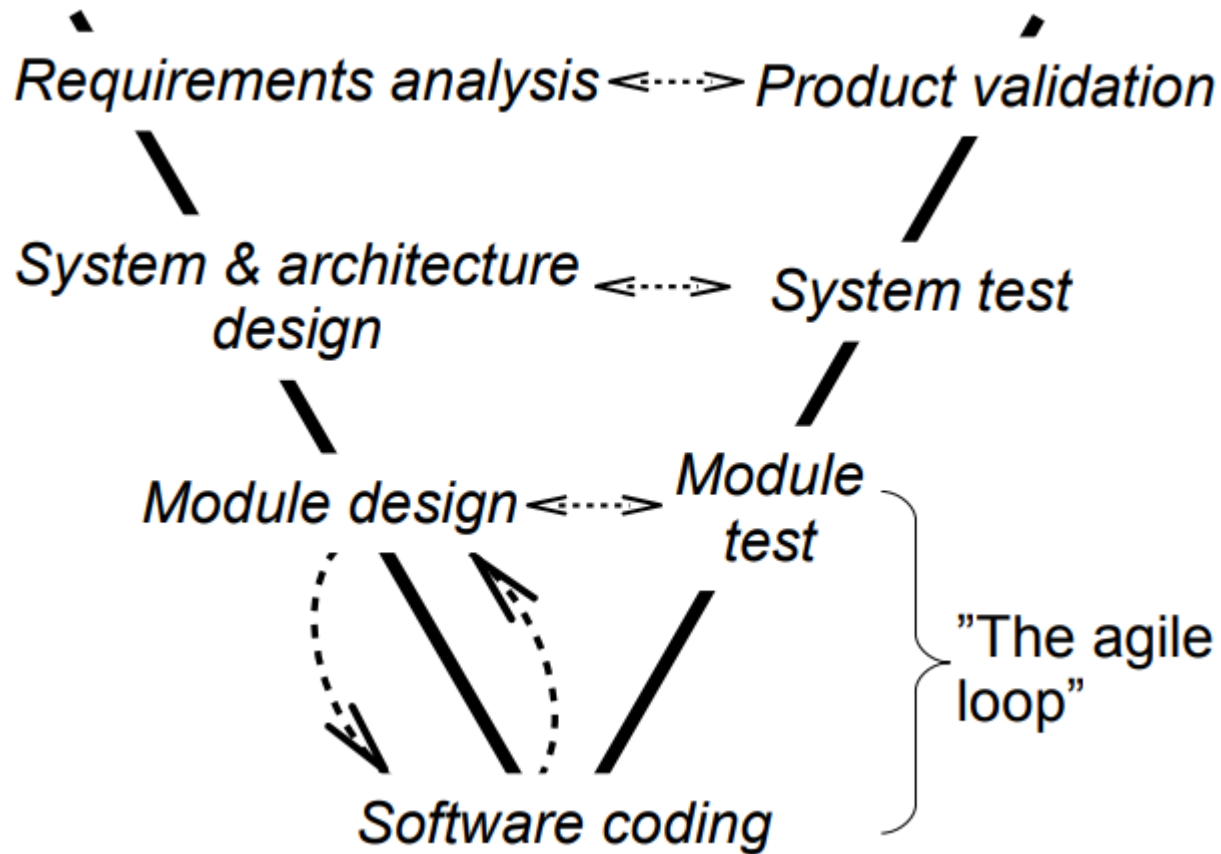 Requirements analysis
Product validation
System & architecture
design
System test
Module design
Module
test
”The agile
loop”
Software coding